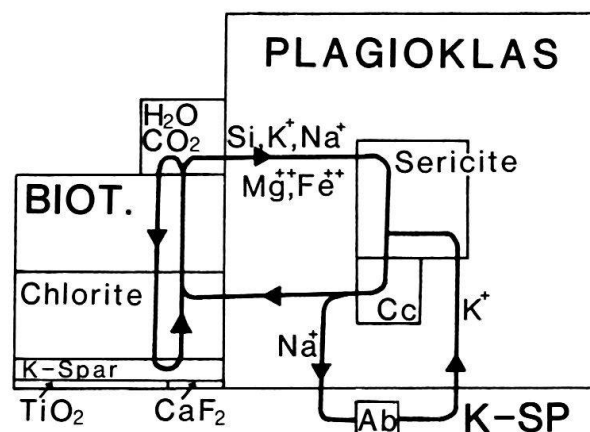 PLAGIOKLAS
H₂O
CO₂
Si,K⁺,Na⁺
Mg⁺⁺,Fe⁺⁺
Sericite
BIOT.
Chlorite
Cc
K⁺
Na⁺
K-Spar
TiO₂
CaF₂
Ab
K-SP